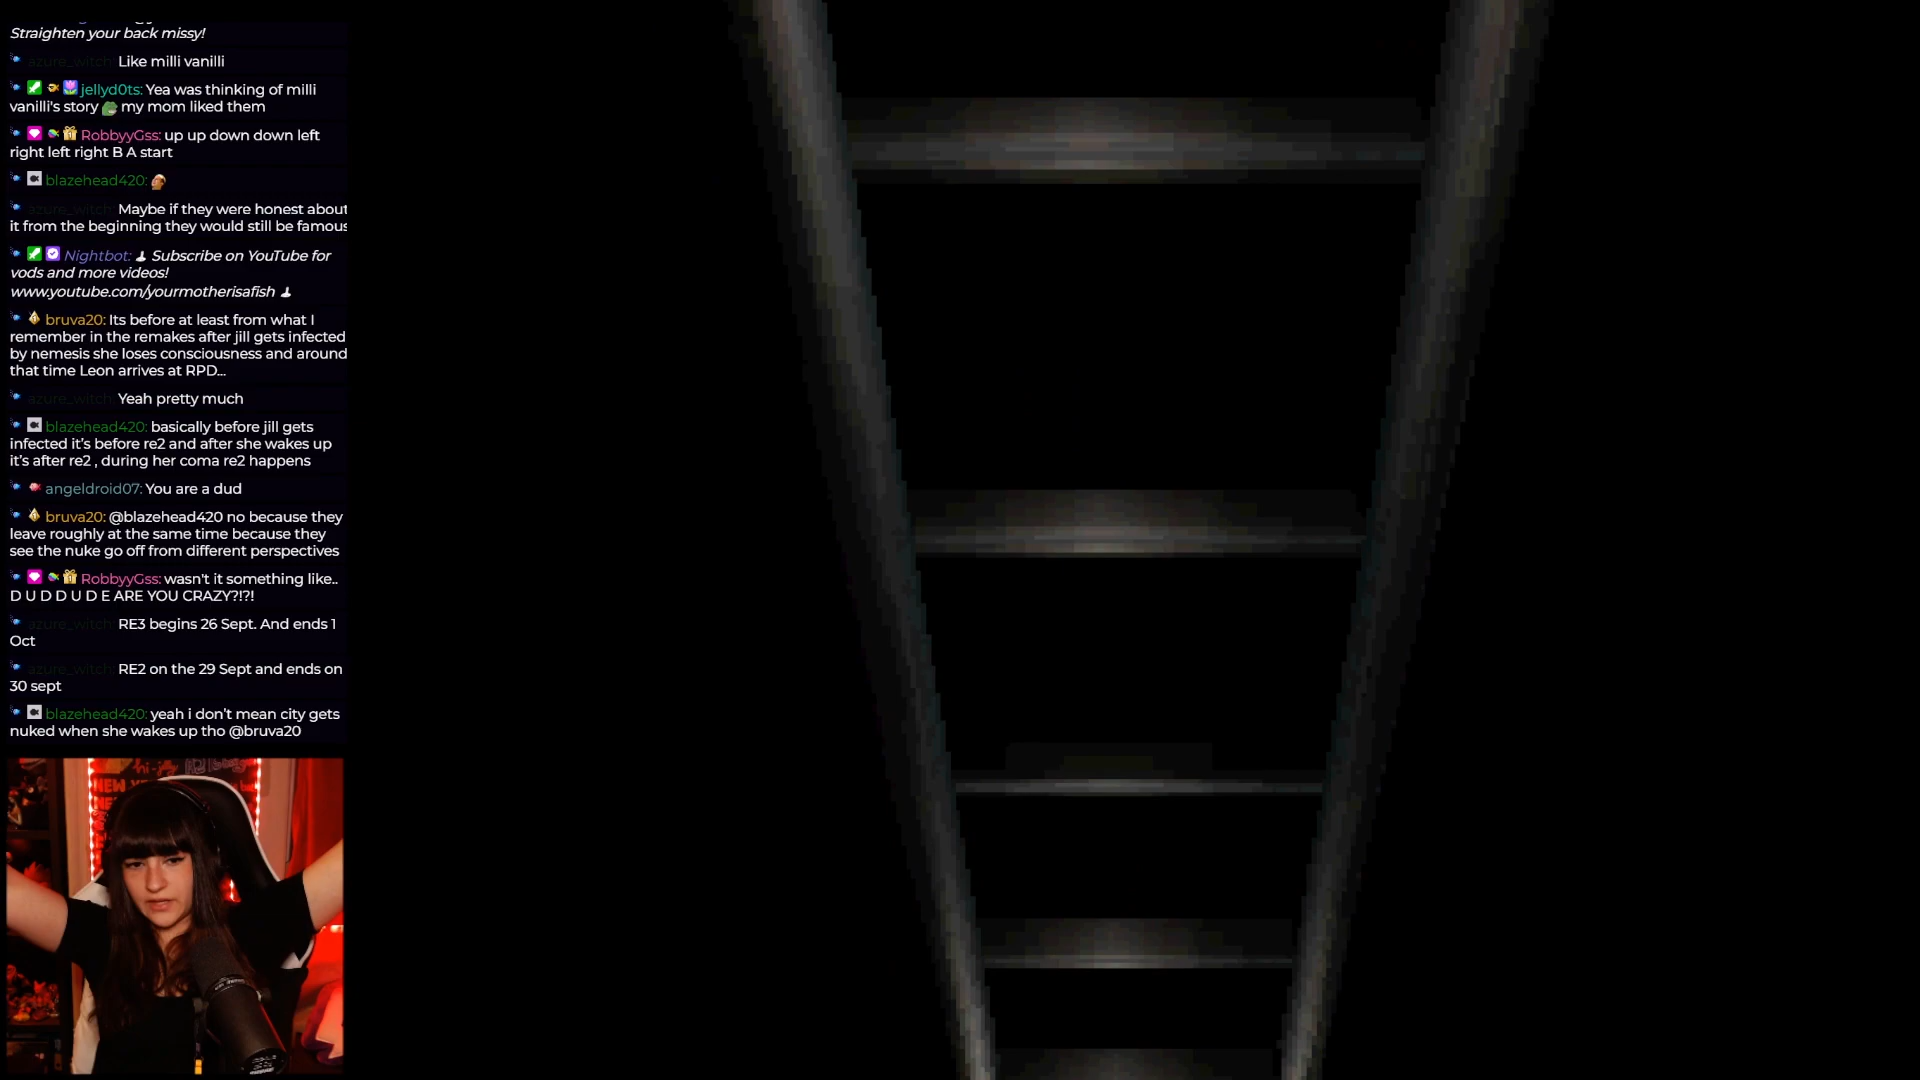 Straighten your back missy!
azure_witch: Like milli vanilli
jellyd0ts: Yea was thinking of milli
vanilli's story my mom liked them
RobbyyGss: up up down down left
right left right B A start
blazehead420:
azure_witch: Maybe if they were honest about
it from the beginning they would still be famous
Nightbot: Subscribe on YouTube for
vods and more videos!
www.youtube.com/yourmotherisafish
bruva20: Its before at least from what I
remember in the remakes after jill gets infected
by nemesis she loses consciousness and around
that time Leon arrives at RPD...
azure_witch: Yeah pretty much
blazehead420: basically before jill gets
infected it's before re2 and after she wakes up
it's after re2 , during her coma re2 happens
angeldroid07: You are a dud
bruva20: @blazehead420 no because they
leave roughly at the same time because they
see the nuke go off from different perspectives
RobbyyGss: wasn't it something like..
D U D D U D E ARE YOU CRAZY?!?!
azure_witch: RE3 begins 26 Sept. And ends 1
Oct
azure_witch: RE2 on the 29 Sept and ends on
30 sept
blazehead420: yeah i don't mean city gets
nuked when she wakes up tho @bruva20